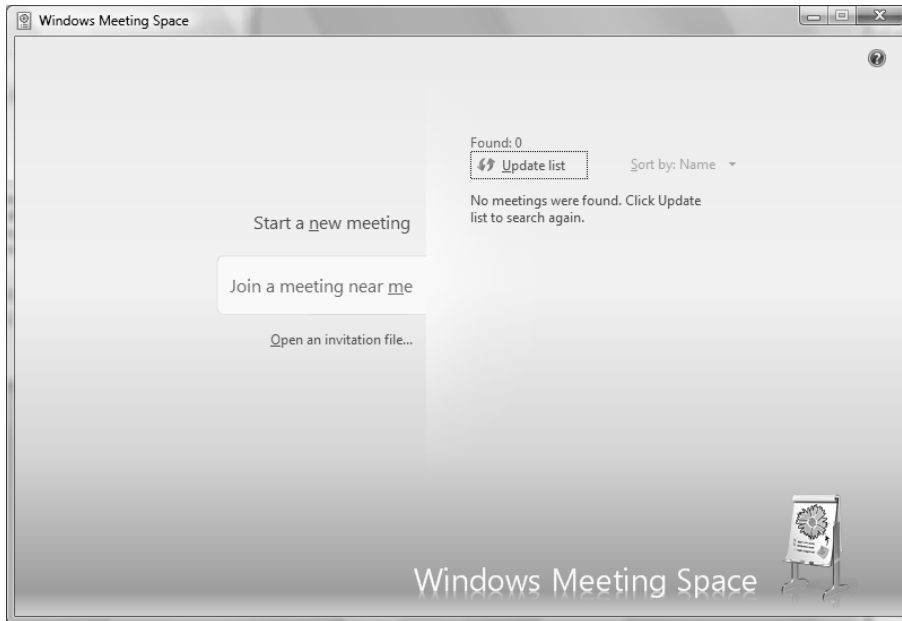 Windows Meeting Space
Found: 0
Update list
Sort by: Name
No meetings were found. Click Update
list to search again.
Start a new meeting
Join a meeting near me
Open an invitation file...
Windows Meeting Space